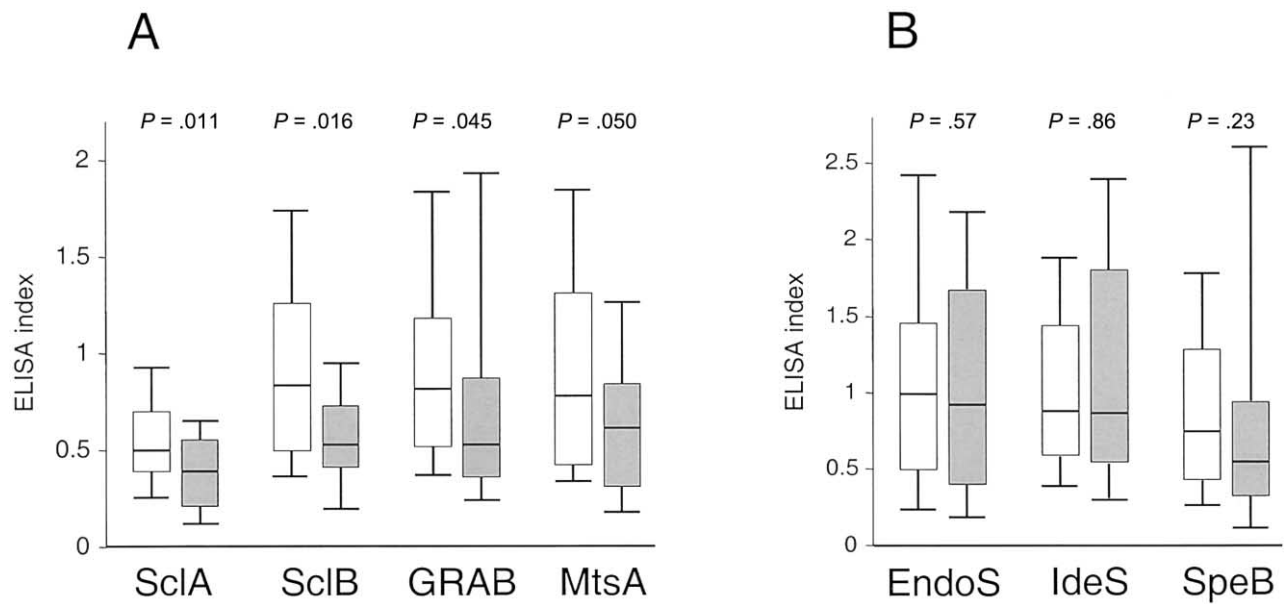 A
P = .011 P = .016 P = .045 P = .050
2
1.5
1
0.5
0
ELISA index
SclA SclB GRAB MtsA
B
P = .57 P = .86 P = .23
2.5
2
1.5
1
0.5
0
ELISA index
EndoS IdeS SpeB